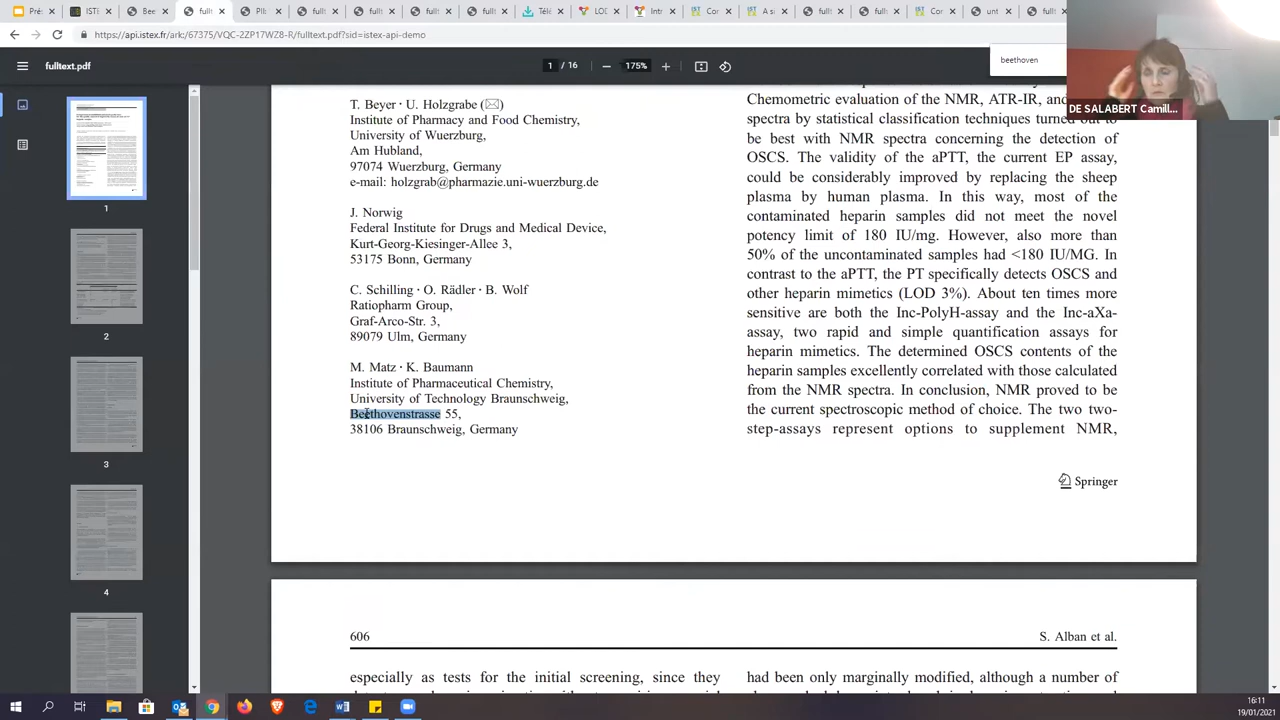 Pré
ISTI
fullt
Télé
Intr
unt
https://api.istex.fr/ark:/67375/VQC-2ZP17WZ8-R/fulltext.pdf?sid=istex-api-demo
beethoven
fulltext.pdf
1 / 16
175%
DE SALABERT Camill...
1
2
3
4
T. Beyer · U. Holzgrabe (✉)
Institute of Pharmacy and Food Chemistry,
University of Wuerzburg,
Am Hubland,
97074 Wuerzburg, Germany
e-mail: holzgrab@pharmazie.uni-wuerzburg.de
J. Norwig
Federal Institute for Drugs and Medical Device,
Kurt-Georg-Kiesinger-Allee 3,
53175 Bonn, Germany
C. Schilling · O. Rädler · B. Wolf
Ratiopharm Group,
Graf-Arco-Str. 3,
89079 Ulm, Germany
M. Matz · K. Baumann
Institute of Pharmaceutical Chemistry,
University of Technology Braunschweig,
Beethovenstrasse 55,
38106 Braunschweig, Germany
Chemometric evaluation of the NMR, ATR-IR, and
spectra by statistical classification techniques turned out to
be best with NMR spectra concerning the detection of
OSCS. The validity of the aPTT, the current EP assay,
could be considerably improved by replacing the sheep
plasma by human plasma. In this way, most of the
contaminated heparin samples did not meet the novel
potency limit of 180 IU/mg. However, also more than
50% of the uncontaminated samples had <180 IU/MG. In
contrast to the aPTT, the PT specifically detects OSCS and
other heparin mimetics (LOD 3%). About ten times more
sensitive are both the Inc-PolyH-assay and the Inc-aXa-
assay, two rapid and simple quantification assays for
heparin mimetics. The determined OSCS contents of the
heparin samples excellently correlated with those calculated
from the NMR spectra. In conclusion, NMR proved to be
the current spectroscopic method of choice. The two two-
step-assays represent options to supplement NMR,
Springer
606
S. Alban et al.
especially as tests for the initial screening, since they
had been only marginally modified, although a number of
16:11
19/01/2021